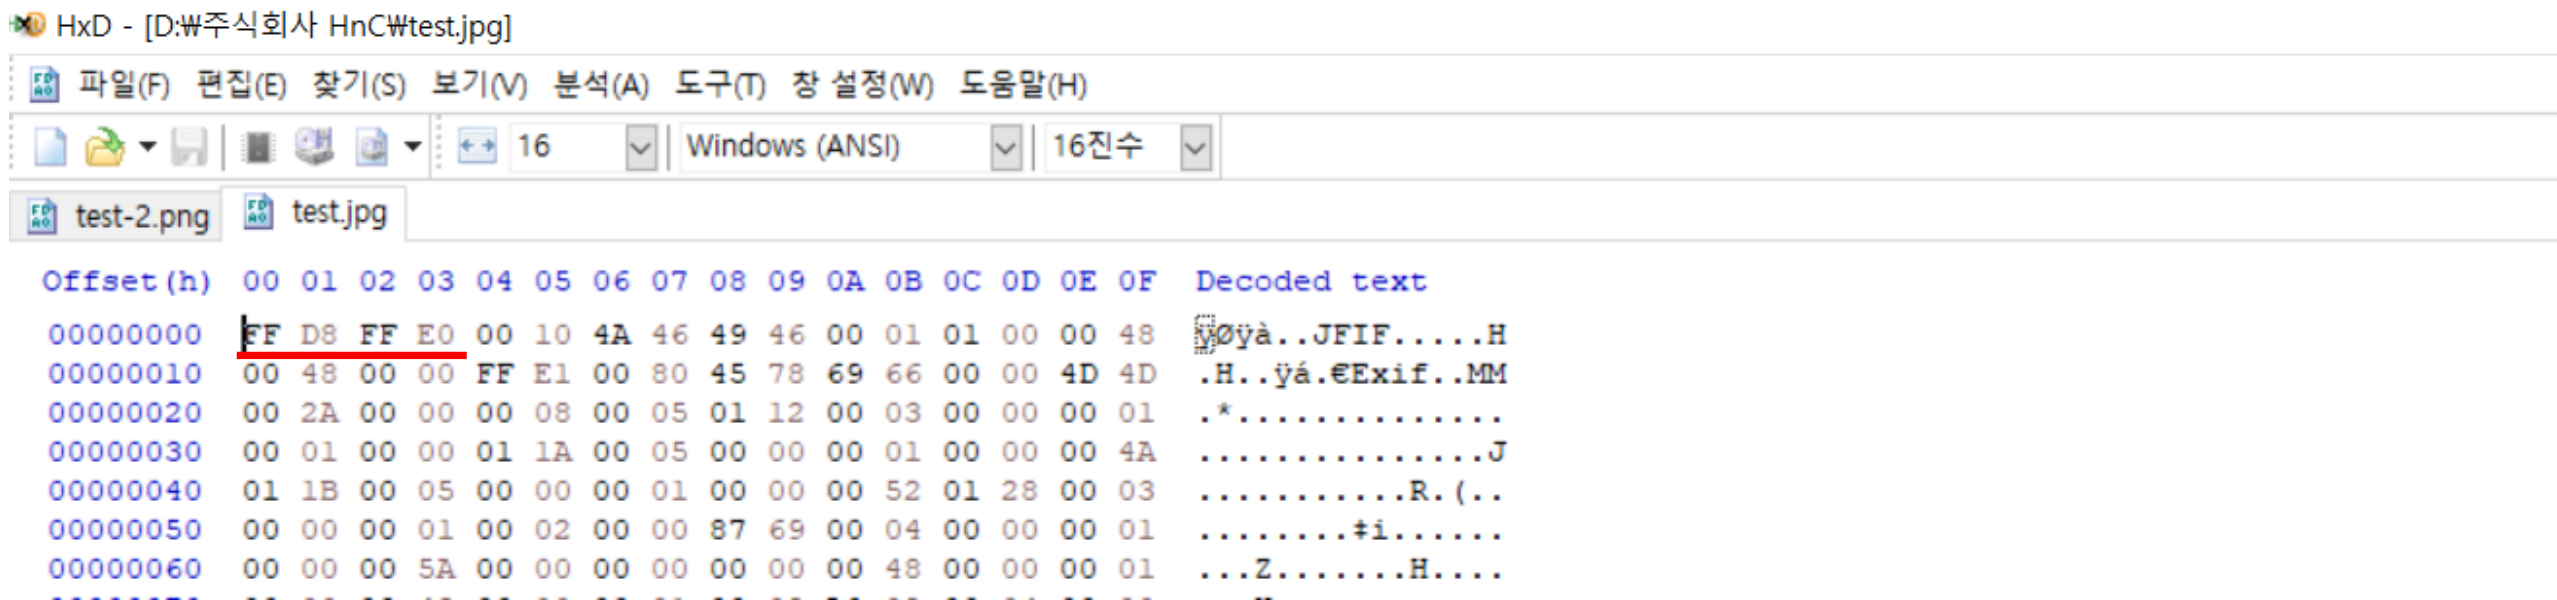 HxD - [D:₩주식회사 HnC₩test.jpg]
파일(F) 편집(E) 찾기(S) 보기(V) 분석(A) 도구(T) 창 설정(W) 도움말(H)
16 Windows (ANSI) 16진수
test-2.png test.jpg
Offset(h) 00 01 02 03 04 05 06 07 08 09 0A 0B 0C 0D 0E 0F Decoded text
00000000 FF D8 FF E0 00 10 4A 46 49 46 00 01 01 00 00 48 ÿØÿà..JFIF.....H
00000010 00 48 00 00 FF E1 00 80 45 78 69 66 00 00 4D 4D .H..ÿá.€Exif..MM
00000020 00 2A 00 00 00 08 00 05 01 12 00 03 00 00 00 01 .*..............
00000030 00 01 00 00 01 1A 00 05 00 00 00 01 00 00 00 4A ...............J
00000040 01 1B 00 05 00 00 00 01 00 00 00 52 01 28 00 03 ...........R.(..
00000050 00 00 00 01 00 02 00 00 87 69 00 04 00 00 00 01 ........‡i......
00000060 00 00 00 5A 00 00 00 00 00 00 00 48 00 00 00 01 ...Z.......H....